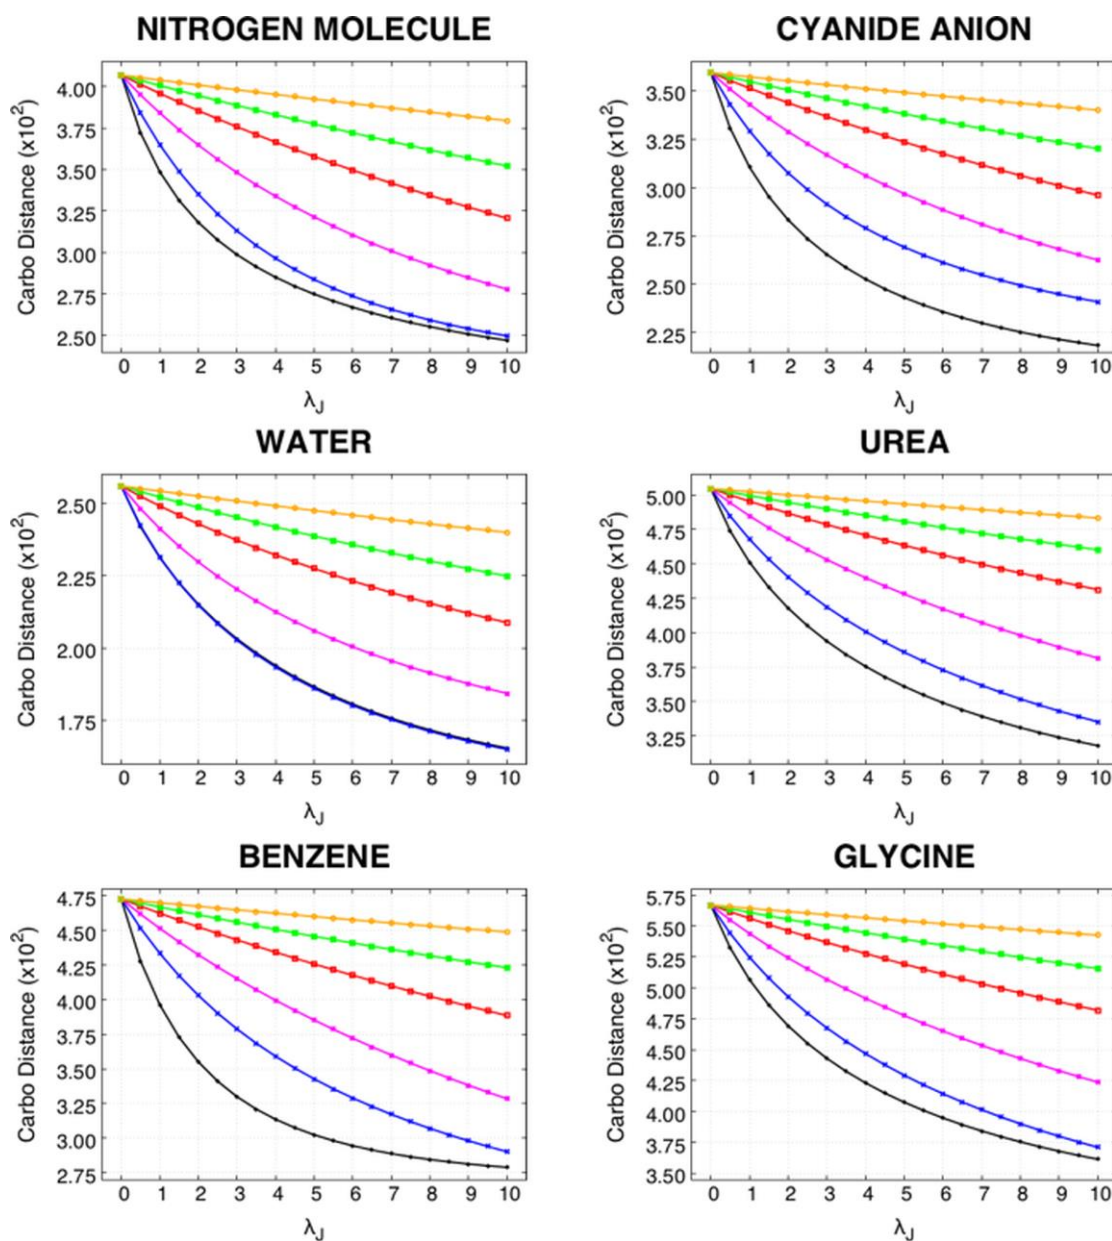 NITROGEN MOLECULE
Carbo Distance (x10²)
4.00
3.75
3.50
3.25
3.00
2.75
2.50
0 1 2 3 4 5 6 7 8 9 10
λJ
CYANIDE ANION
Carbo Distance (x10²)
3.50
3.25
3.00
2.75
2.50
2.25
0 1 2 3 4 5 6 7 8 9 10
λJ
WATER
Carbo Distance (x10²)
2.50
2.25
2.00
1.75
0 1 2 3 4 5 6 7 8 9 10
λJ
UREA
Carbo Distance (x10²)
5.00
4.75
4.50
4.25
4.00
3.75
3.50
3.25
0 1 2 3 4 5 6 7 8 9 10
λJ
BENZENE
Carbo Distance (x10²)
4.75
4.50
4.25
4.00
3.75
3.50
3.25
3.00
2.75
0 1 2 3 4 5 6 7 8 9 10
λJ
GLYCINE
Carbo Distance (x10²)
5.75
5.50
5.25
5.00
4.75
4.50
4.25
4.00
3.75
3.50
0 1 2 3 4 5 6 7 8 9 10
λJ